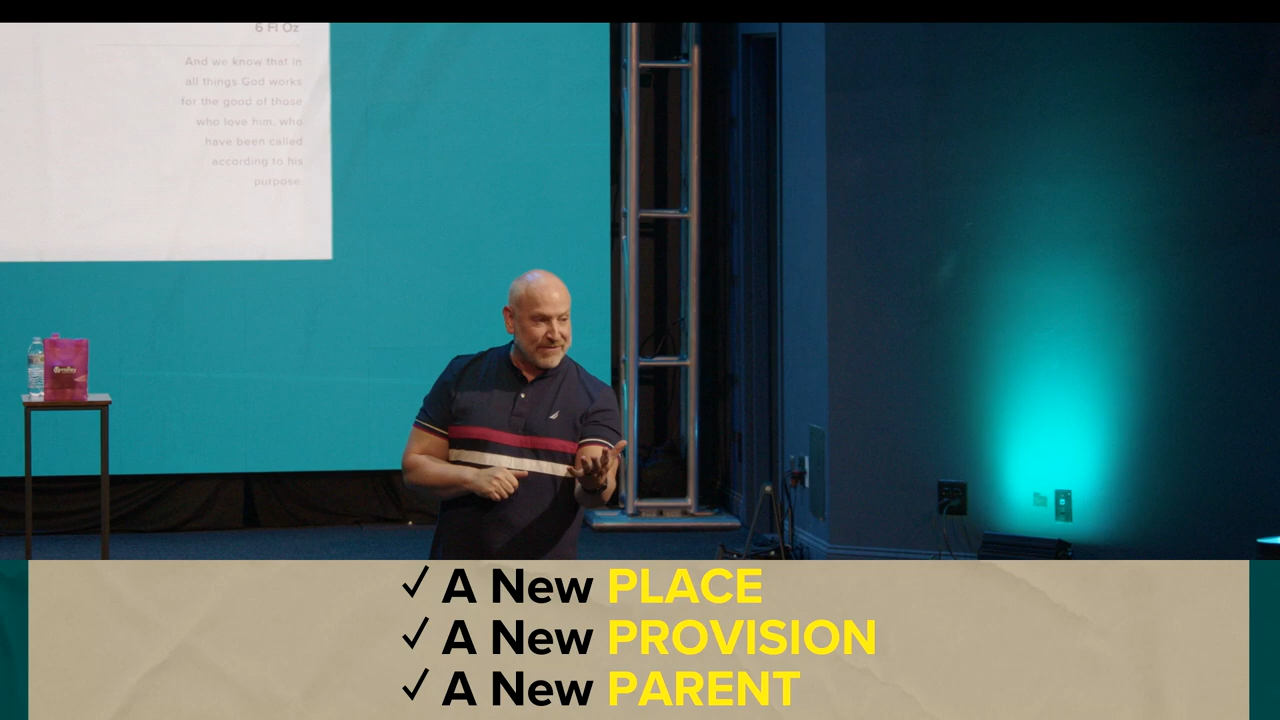 6 Fl Oz
And we know that in
all things God works
for the good of those
who love him, who
have been called
according to his
purpose.
✓ A New PLACE
✓ A New PROVISION
✓ A New PARENT